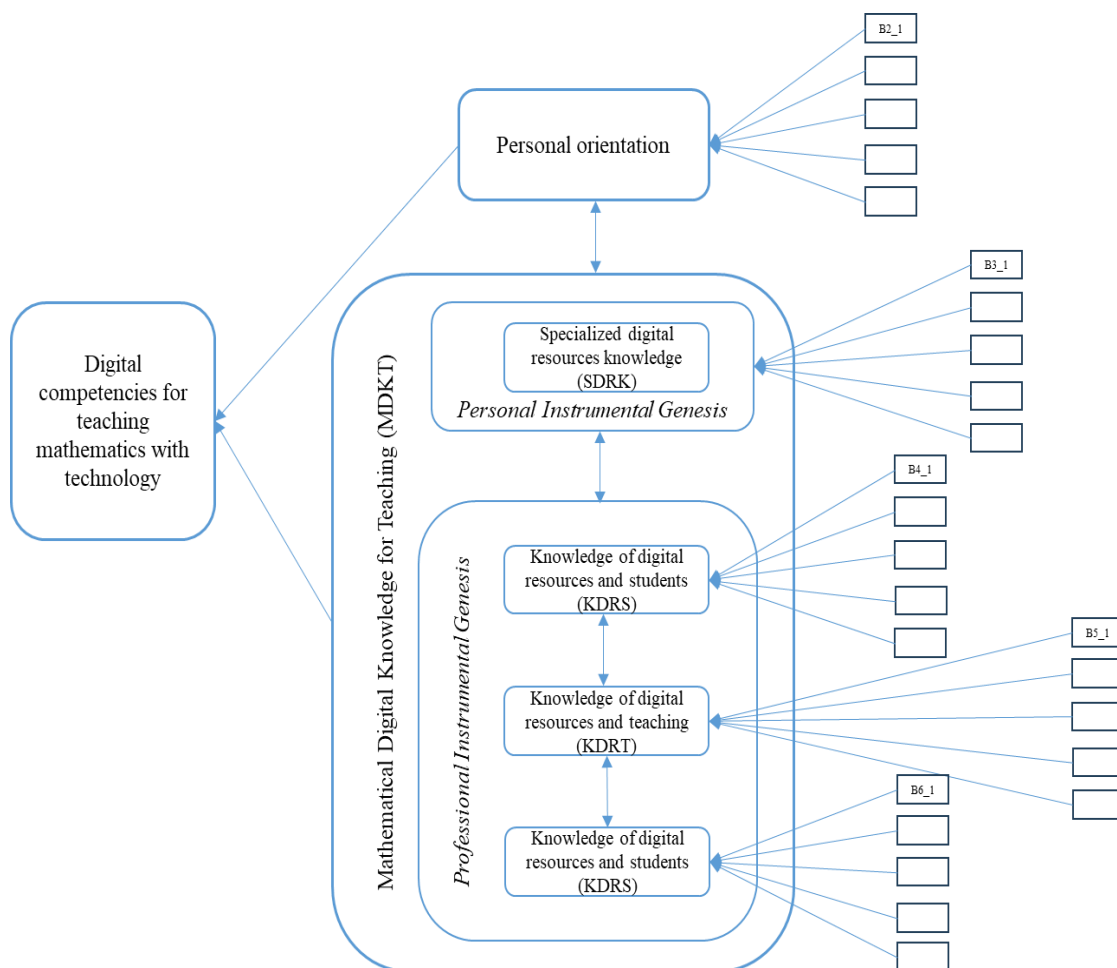 B2_1
Personal orientation
B3_1
Specialized digital
resources knowledge
(SDRK)
Personal Instrumental Genesis
Digital
competencies for
teaching
mathematics with
technology
Mathematical Digital Knowledge for Teaching (MDKT)
B4_1
Professional Instrumental Genesis
Knowledge of digital
resources and students
(KDRS)
B5_1
Knowledge of digital
resources and teaching
(KDRT)
B6_1
Knowledge of digital
resources and students
(KDRS)